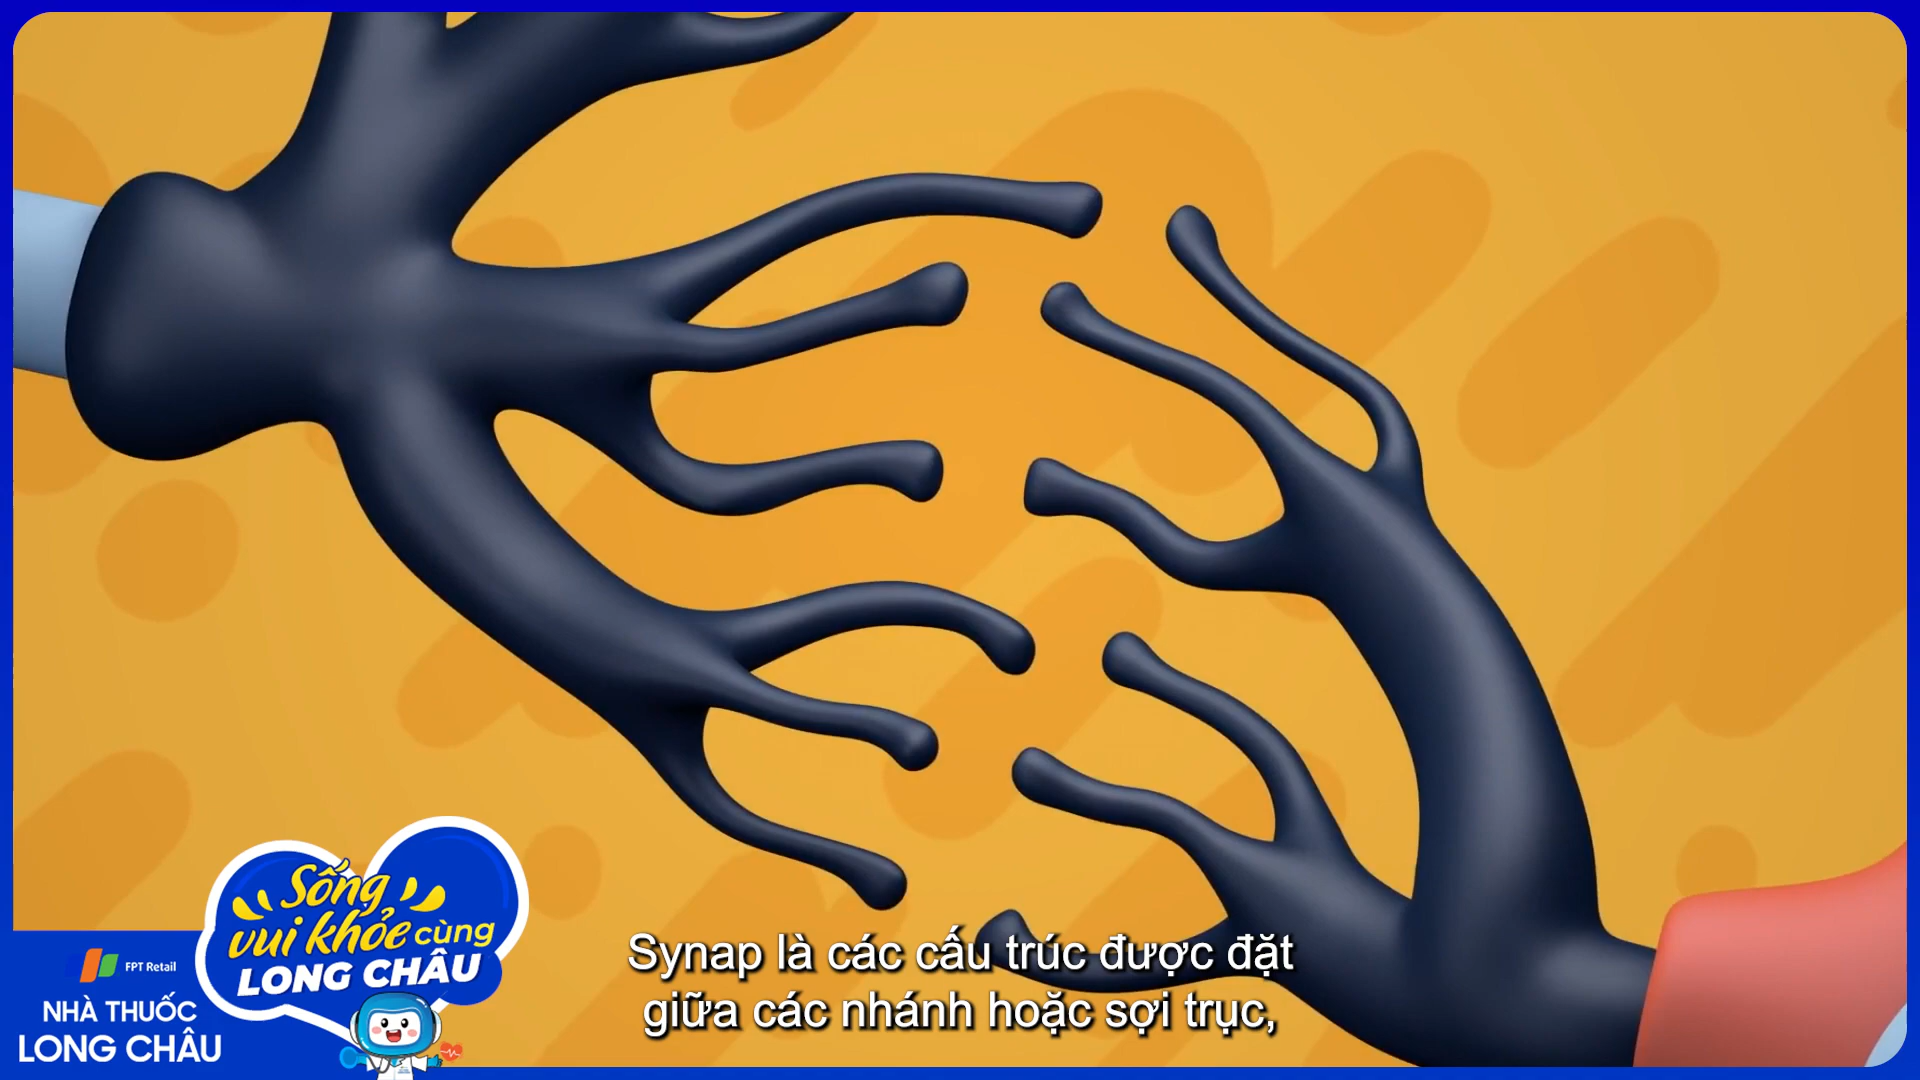 Sống
vui khỏe cùng
LONG CHÂU
FPT Retail
NHÀ THUỐC
LONG CHÂU
Synap là các cấu trúc được đặt
giữa các nhánh hoặc sợi trục,